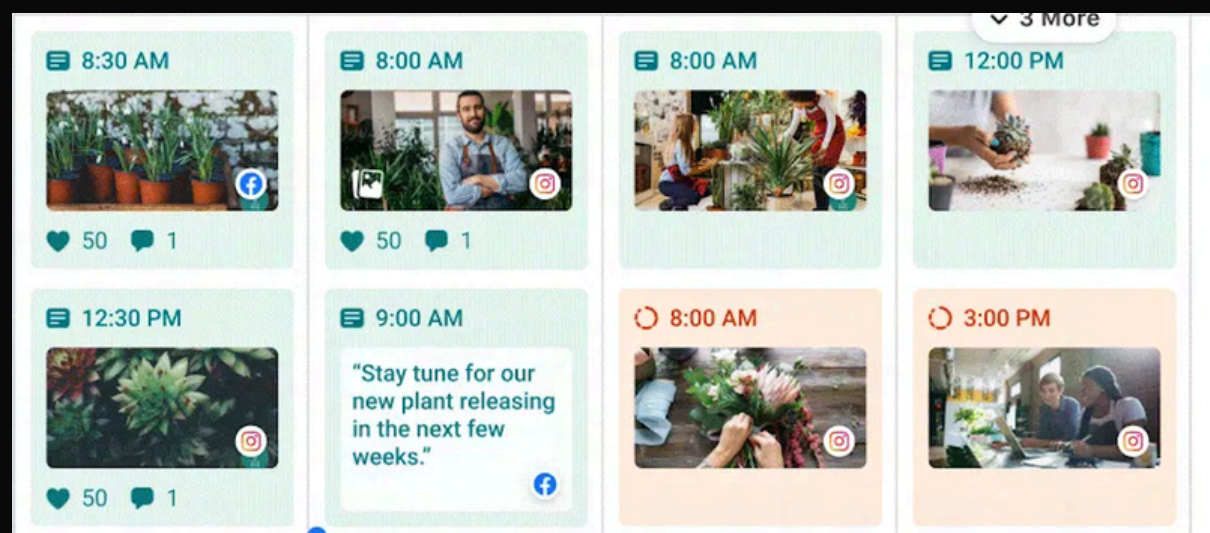 3 More
8:30 AM
8:00 AM
8:00 AM
12:00 PM
50 1
50 1
12:30 PM
9:00 AM
8:00 AM
3:00 PM
“Stay tune for our
new plant releasing
in the next few
weeks.”
50 1